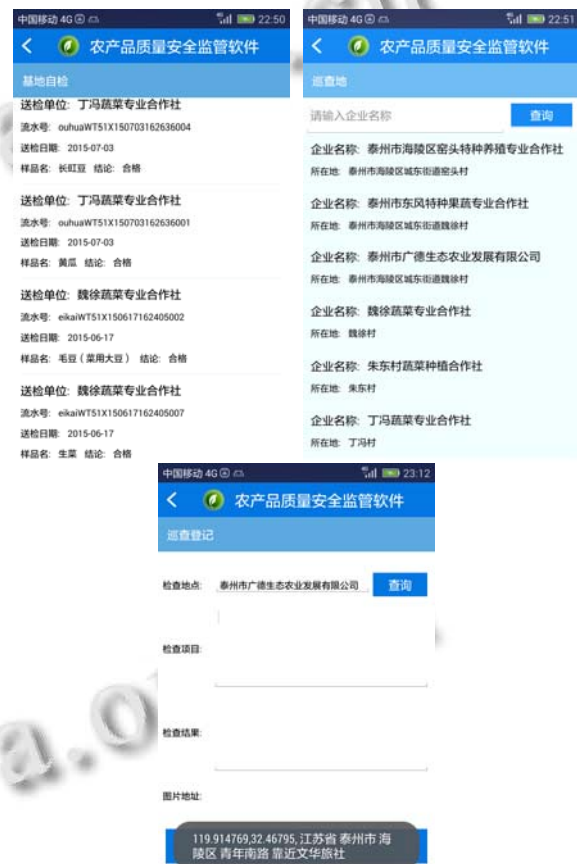 中国移动 4G 22:50
农产品质量安全监管软件
基地自检
送检单位: 丁冯蔬菜专业合作社
流水号: ouhuaWT51X150703162636004
送检日期: 2015-07-03
样品名: 长豇豆 结论: 合格
送检单位: 丁冯蔬菜专业合作社
流水号: ouhuaWT51X150703162636001
送检日期: 2015-07-03
样品名: 黄瓜 结论: 合格
送检单位: 魏徐蔬菜专业合作社
流水号: eikaiWT51X150617162405002
送检日期: 2015-06-17
样品名: 毛豆(菜用大豆) 结论: 合格
送检单位: 魏徐蔬菜专业合作社
流水号: eikaiWT51X150617162405007
送检日期: 2015-06-17
样品名: 生菜 结论: 合格
中国移动 4G 22:51
农产品质量安全监管软件
巡查地
请输入企业名称 查询
企业名称: 泰州市海陵区窑头特种养殖专业合作社
所在地: 泰州市海陵区城东街道窑头村
企业名称: 泰州市东风特种果蔬专业合作社
所在地: 泰州市海陵区城东街道魏徐村
企业名称: 泰州市广德生态农业发展有限公司
所在地: 泰州市海陵区城东街道魏徐村
企业名称: 魏徐蔬菜专业合作社
所在地: 魏徐村
企业名称: 朱东村蔬菜种植合作社
所在地: 朱东村
企业名称: 丁冯蔬菜专业合作社
所在地: 丁冯村
中国移动 4G 23:12
农产品质量安全监管软件
巡查登记
检查地点: 泰州市广德生态农业发展有限公司 查询
检查项目:
检查结果:
图片地址:
119.914769,32.46795, 江苏省 泰州市 海
陵区 青年南路 靠近文华旅社